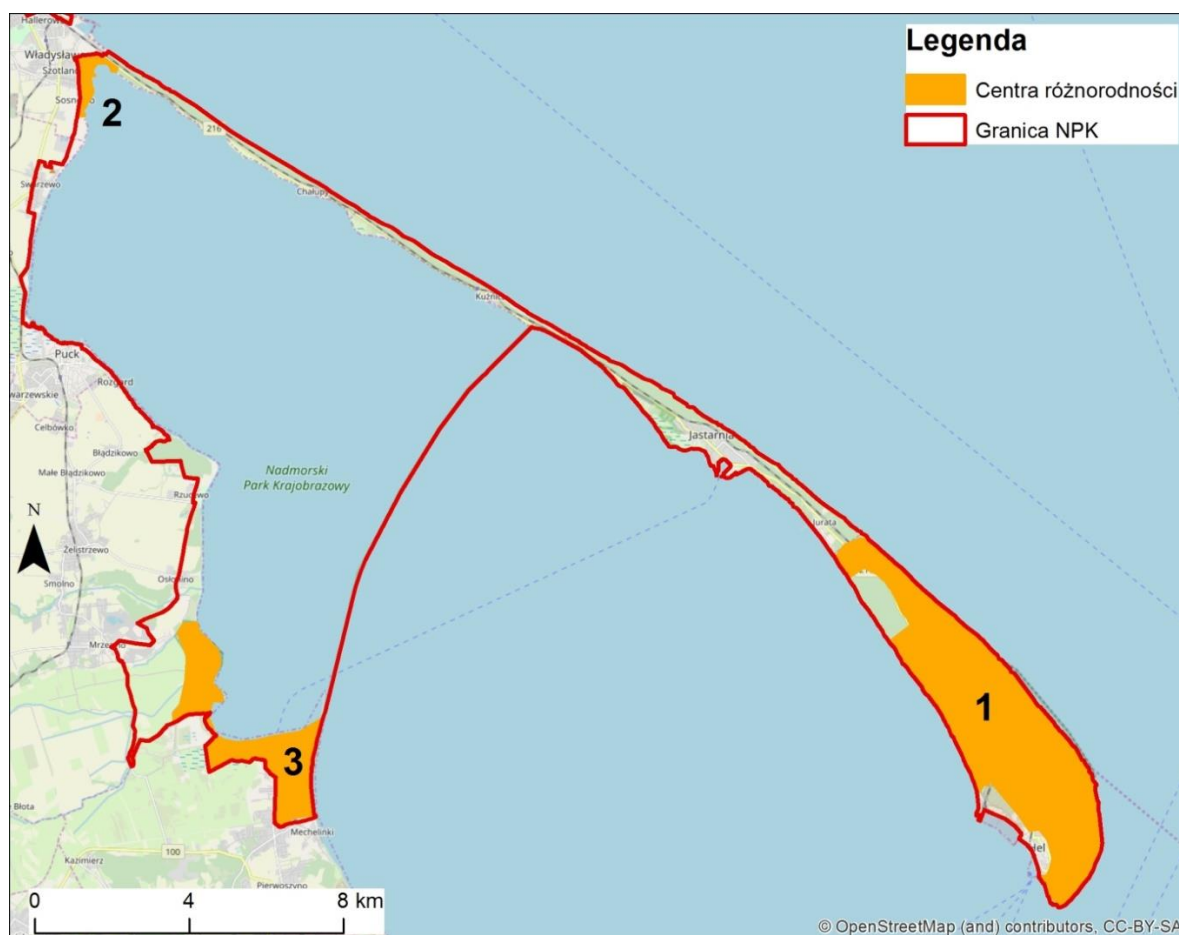 Hallerowo
Władysław
Szotland
Legenda
Centra różnorodności
Granica NPK
2
216
Swarzewo
Chałupy
Kuźnica
Puck
Rozgard
warzewskie
Celbówko
Błądzikowo
Małe Błądzikowo
Jastarnia
Nadmorski
Park Krajobrazowy
Rzucewo
N
Jurata
Żelistrzewo
Smolno
Osłonino
Mrzezino
1
3
Błota
Mechelinki
Hel
100
Kazimierz
Pierwoszyno
0
4
8 km
© OpenStreetMap (and) contributors, CC-BY-SA